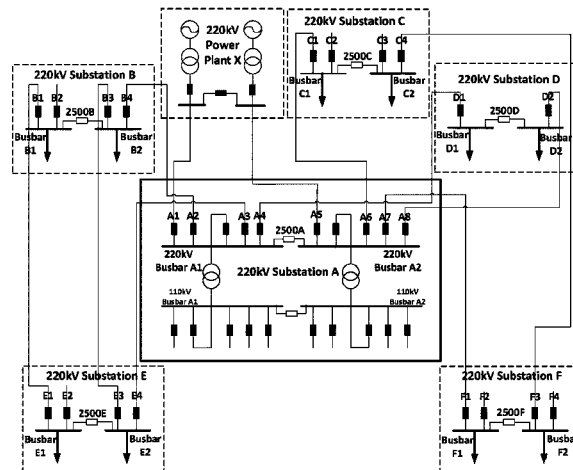 220kV Substation C
C1 C2 C3 C4
2500C
Busbar C1
Busbar C2
220kV Power Plant X
220kV Substation B
B1 B2 B3 B4
2500B
Busbar B1
Busbar B2
220kV Substation D
D1 D2
2500D
Busbar D1
Busbar D2
A1 A2 A3 A4 A5 A6 A7 A8
2500A
220kV Busbar A1
220kV Busbar A2
220kV Substation A
110kV Busbar A1
110kV Busbar A2
220kV Substation E
E1 E2 E3 E4
2500E
Busbar E1
Busbar E2
220kV Substation F
F1 F2 F3 F4
2500F
Busbar F1
Busbar F2